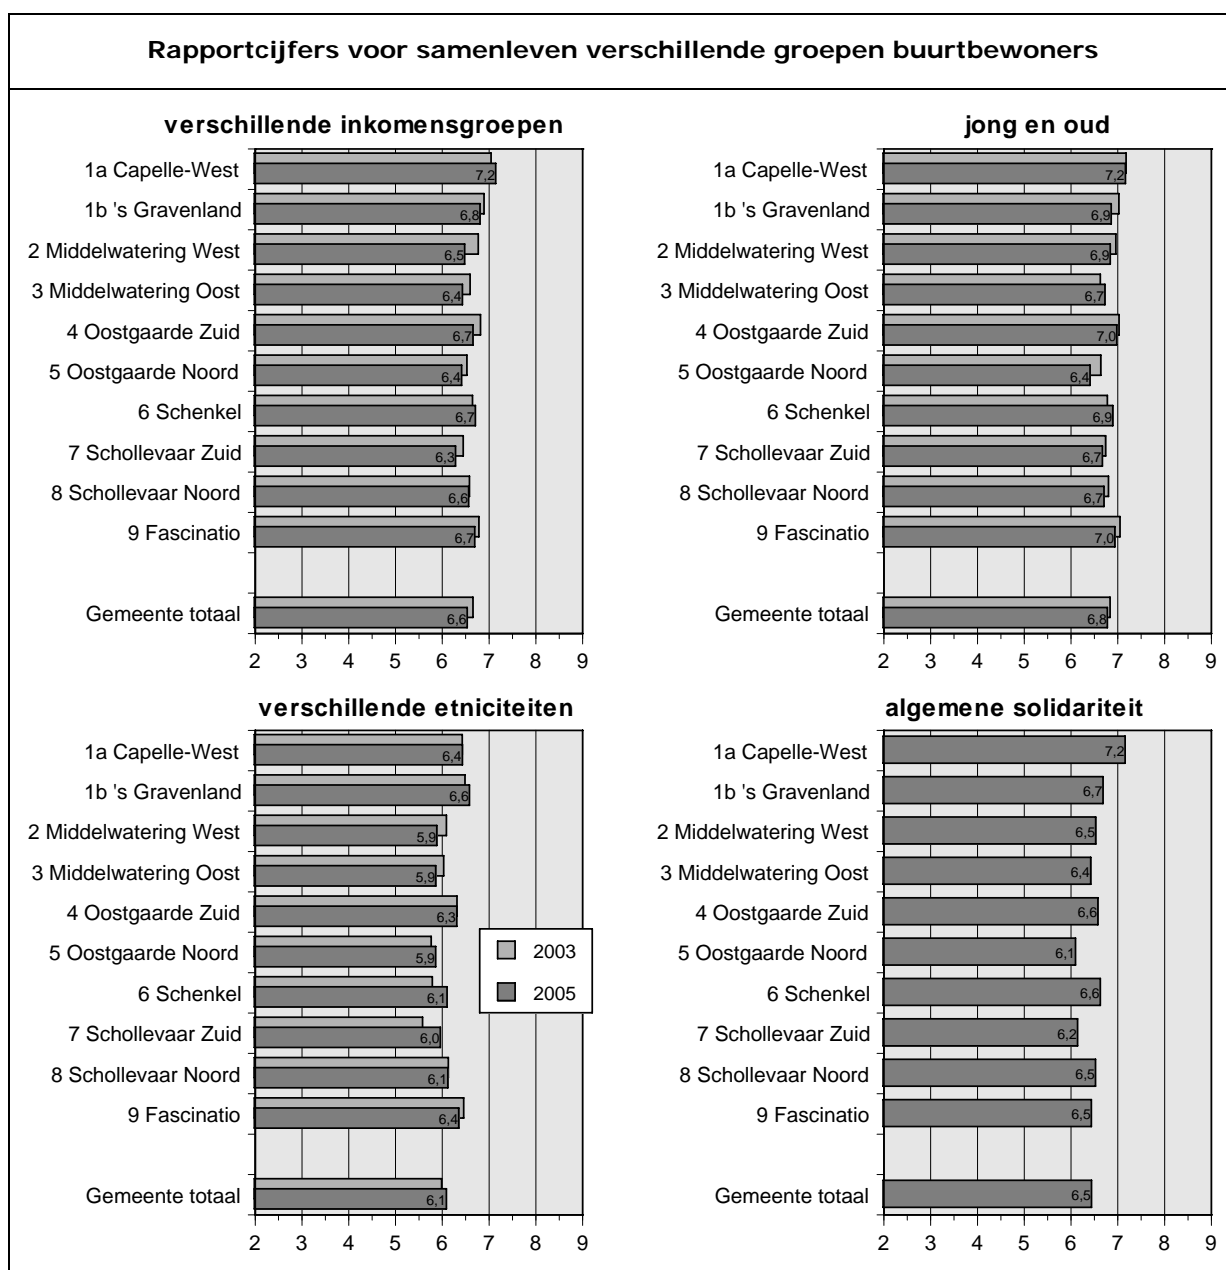 Rapportcijfers voor samenleven verschillende groepen buurtbewoners
verschillende inkomensgroepen
1a Capelle-West 7,2
1b 's Gravenland 6,8
2 Middelwatering West 6,5
3 Middelwatering Oost 6,4
4 Oostgaarde Zuid 6,7
5 Oostgaarde Noord 6,4
6 Schenkel 6,7
7 Schollevaar Zuid 6,3
8 Schollevaar Noord 6,6
9 Fascinatio 6,7
Gemeente totaal 6,6
2 3 4 5 6 7 8 9
jong en oud
1a Capelle-West 7,2
1b 's Gravenland 6,9
2 Middelwatering West 6,9
3 Middelwatering Oost 6,7
4 Oostgaarde Zuid 7,0
5 Oostgaarde Noord 6,4
6 Schenkel 6,9
7 Schollevaar Zuid 6,7
8 Schollevaar Noord 6,7
9 Fascinatio 7,0
Gemeente totaal 6,8
2 3 4 5 6 7 8 9
verschillende etniciteiten
1a Capelle-West 6,4
1b 's Gravenland 6,6
2 Middelwatering West 5,9
3 Middelwatering Oost 5,9
4 Oostgaarde Zuid 6,3
5 Oostgaarde Noord 5,9
6 Schenkel 6,1
7 Schollevaar Zuid 6,0
8 Schollevaar Noord 6,1
9 Fascinatio 6,4
Gemeente totaal 6,1
2 3 4 5 6 7 8 9
2003
2005
algemene solidariteit
1a Capelle-West 7,2
1b 's Gravenland 6,7
2 Middelwatering West 6,5
3 Middelwatering Oost 6,4
4 Oostgaarde Zuid 6,6
5 Oostgaarde Noord 6,1
6 Schenkel 6,6
7 Schollevaar Zuid 6,2
8 Schollevaar Noord 6,5
9 Fascinatio 6,5
Gemeente totaal 6,5
2 3 4 5 6 7 8 9